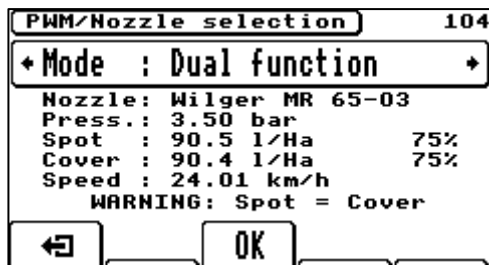 PWM/Nozzle selection 104
Mode : Dual function
Nozzle: Wilger MR 65-03
Press.: 3.50 bar
Spot : 90.5 l/Ha 75%
Cover : 90.4 l/Ha 75%
Speed : 24.01 km/h
WARNING: Spot = Cover
OK